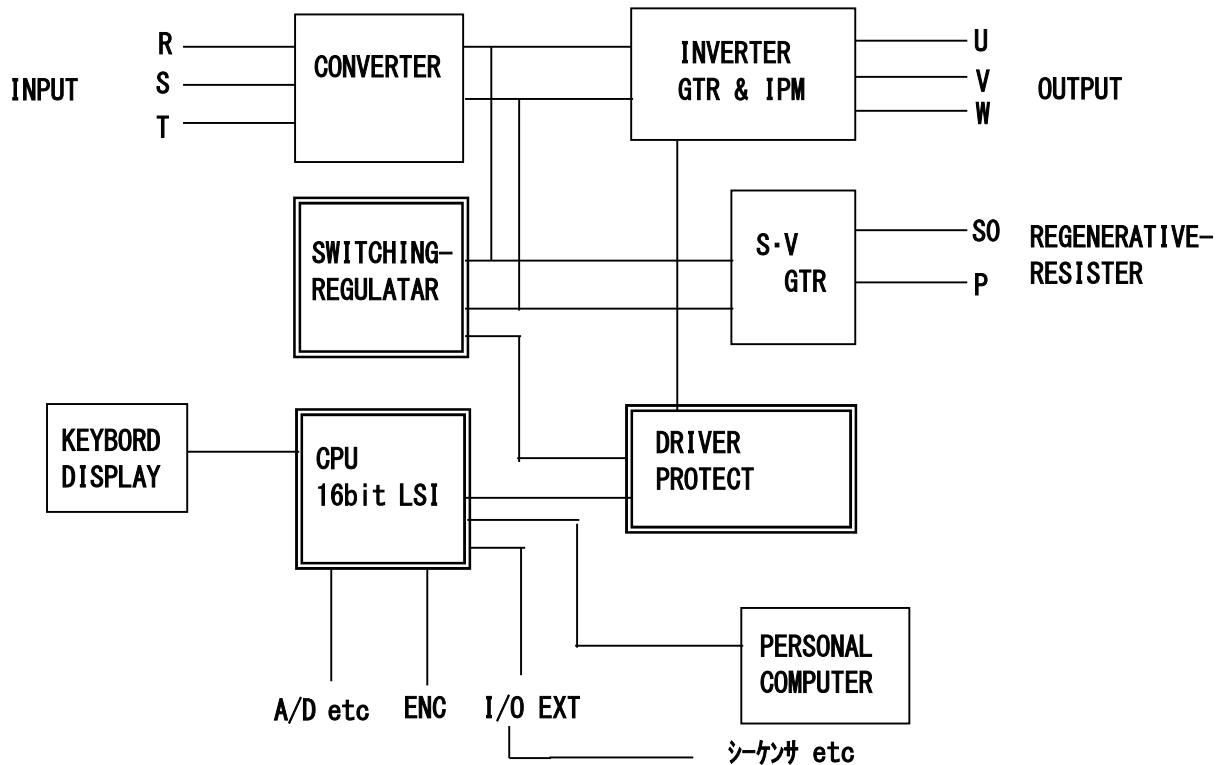 R
S
T
INPUT
CONVERTER
INVERTER
GTR & IPM
U
V
W
OUTPUT
SWITCHING-
REGULATAR
S·V
GTR
SO
P
REGENERATIVE-
RESISTER
KEYBORD
DISPLAY
CPU
16bit LSI
DRIVER
PROTECT
PERSONAL
COMPUTER
A/D etc
ENC
I/O EXT
シーケンサ etc